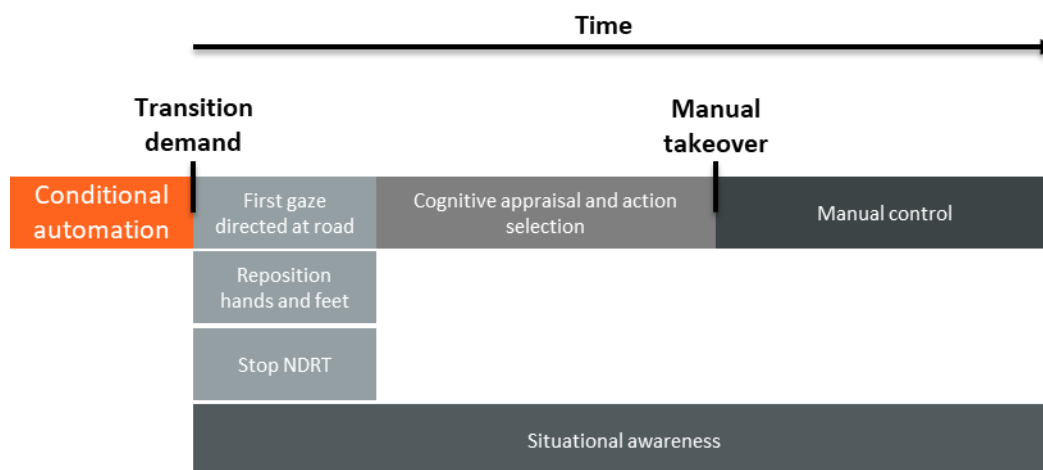 Time
Transition
demand
Manual
takeover
Conditional
automation
First gaze
directed at road
Cognitive appraisal and action
selection
Manual control
Reposition
hands and feet
Stop NDRT
Situational awareness